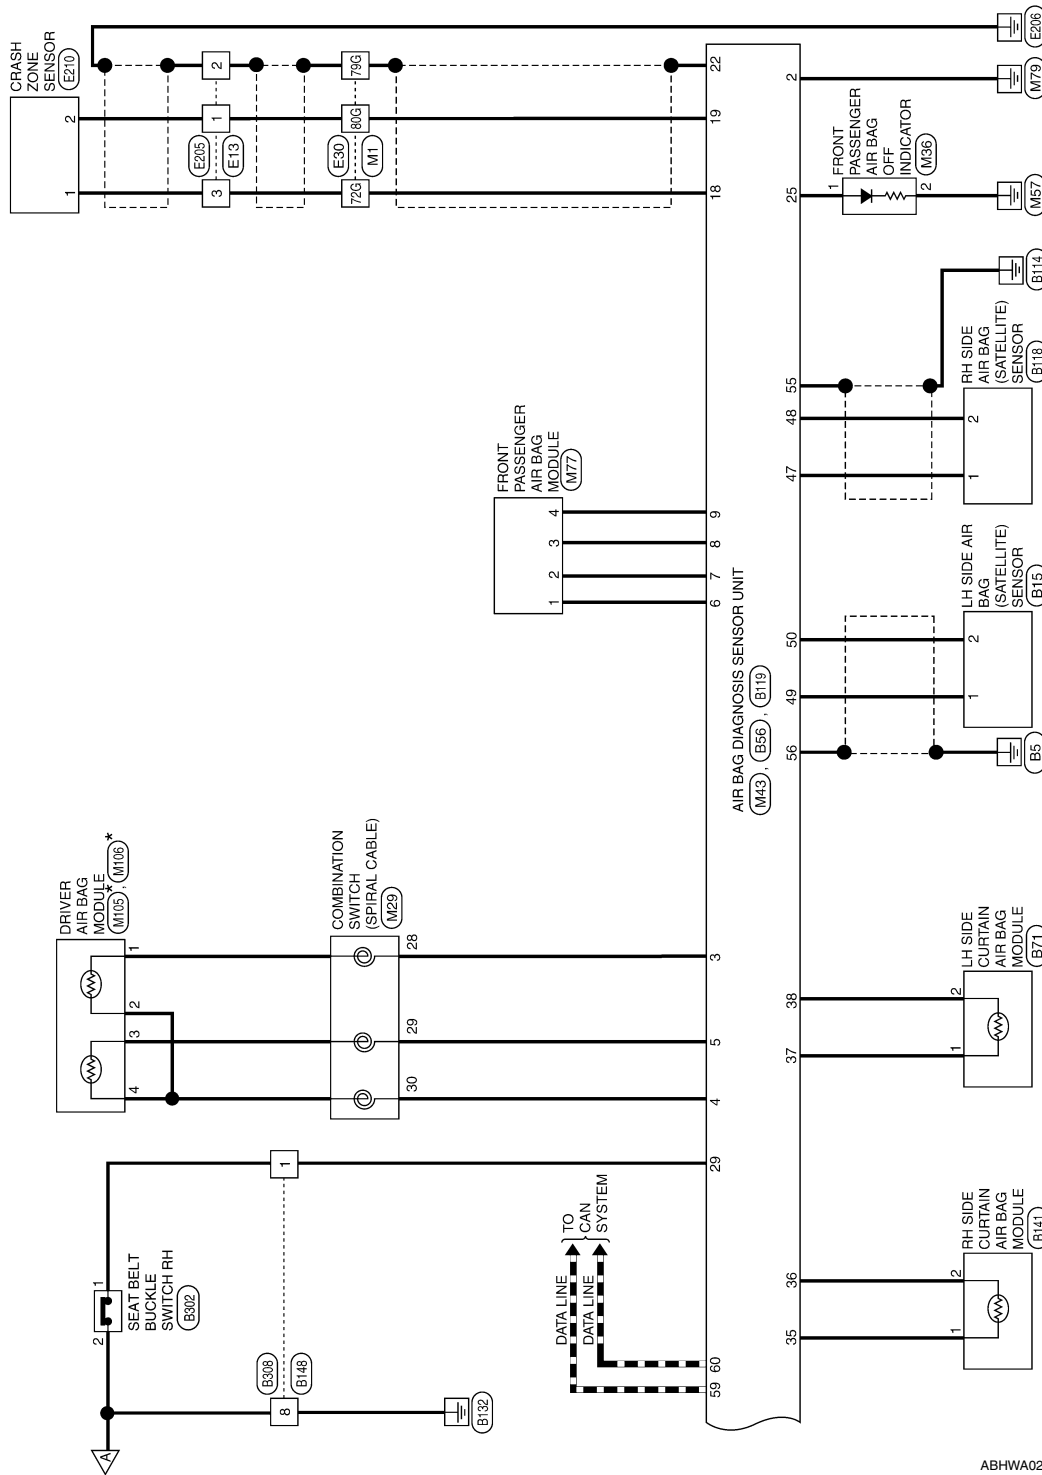 CRASH
ZONE
SENSOR
E210
2
1
2
1
3
E205
E13
79G
80G
72G
E30
M1
22
19
18
2
25
E206
M79
FRONT
PASSENGER
AIR BAG
OFF
INDICATOR
M36
1
2
M57
B114
RH SIDE
AIR BAG
(SATELLITE)
SENSOR
B118
55
48
47
2
1
FRONT
PASSENGER
AIR BAG
MODULE
M77
4
3
2
1
9
8
7
6
AIR BAG DIAGNOSIS SENSOR UNIT
M43 , B56 , B119
LH SIDE AIR
BAG
(SATELLITE)
SENSOR
B15
50
49
56
2
1
B5
DRIVER
AIR BAG
MODULE
M105 * , M106 *
1
2
3
4
COMBINATION
SWITCH
(SPIRAL CABLE)
M29
28
29
30
3
5
4
LH SIDE
CURTAIN
AIR BAG
MODULE
B71
38
37
2
1
SEAT BELT
BUCKLE
SWITCH RH
B302
1
2
1
29
B308
B148
8
A
B132
TO
CAN
SYSTEM
DATA LINE
DATA LINE
60
59
RH SIDE
CURTAIN
AIR BAG
MODULE
B141
36
35
2
1
ABHWA02